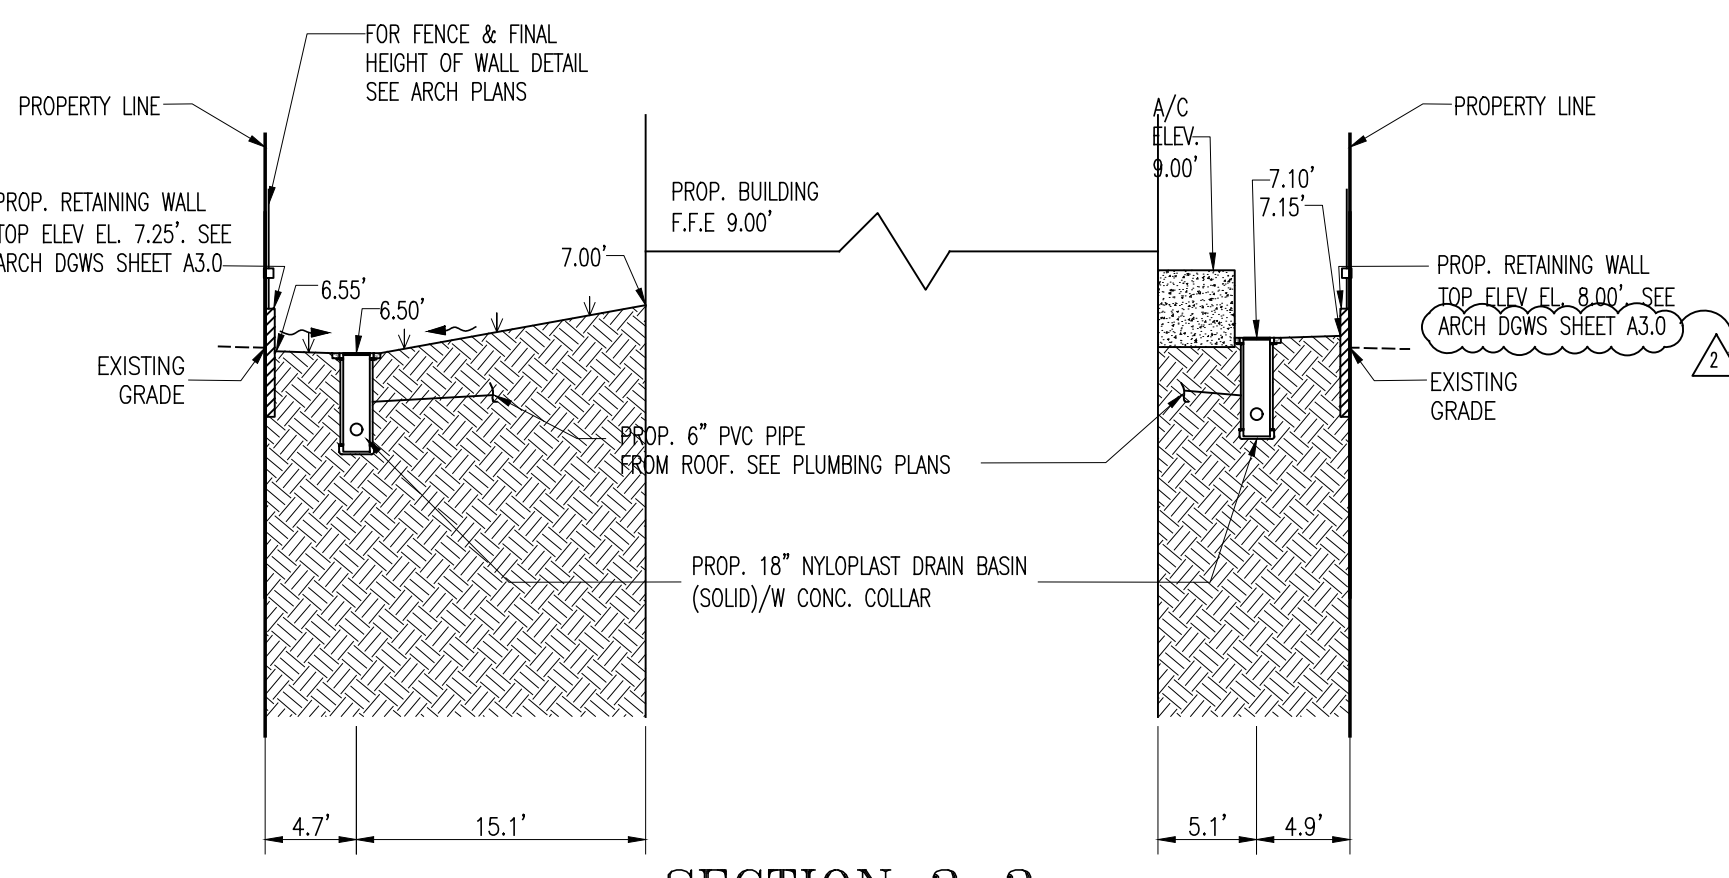 FOR FENCE & FINAL
HEIGHT OF WALL DETAIL
SEE ARCH PLANS
PROPERTY LINE
PROP. RETAINING WALL
TOP ELEV EL. 7.25'. SEE
ARCH DGWS SHEET A3.0
6.55'
6.50'
7.00'
EXISTING
GRADE
PROP. BUILDING
F.F.E 9.00'
A/C
ELEV.
9.00'
7.10'
7.15'
PROPERTY LINE
PROP. RETAINING WALL
TOP ELEV EL. 8.00'. SEE
ARCH DGWS SHEET A3.0
2
EXISTING
GRADE
PROP. 6" PVC PIPE
FROM ROOF. SEE PLUMBING PLANS
PROP. 18" NYLOPLAST DRAIN BASIN
(SOLID)/W CONC. COLLAR
4.7'
15.1'
5.1'
4.9'
SECTION